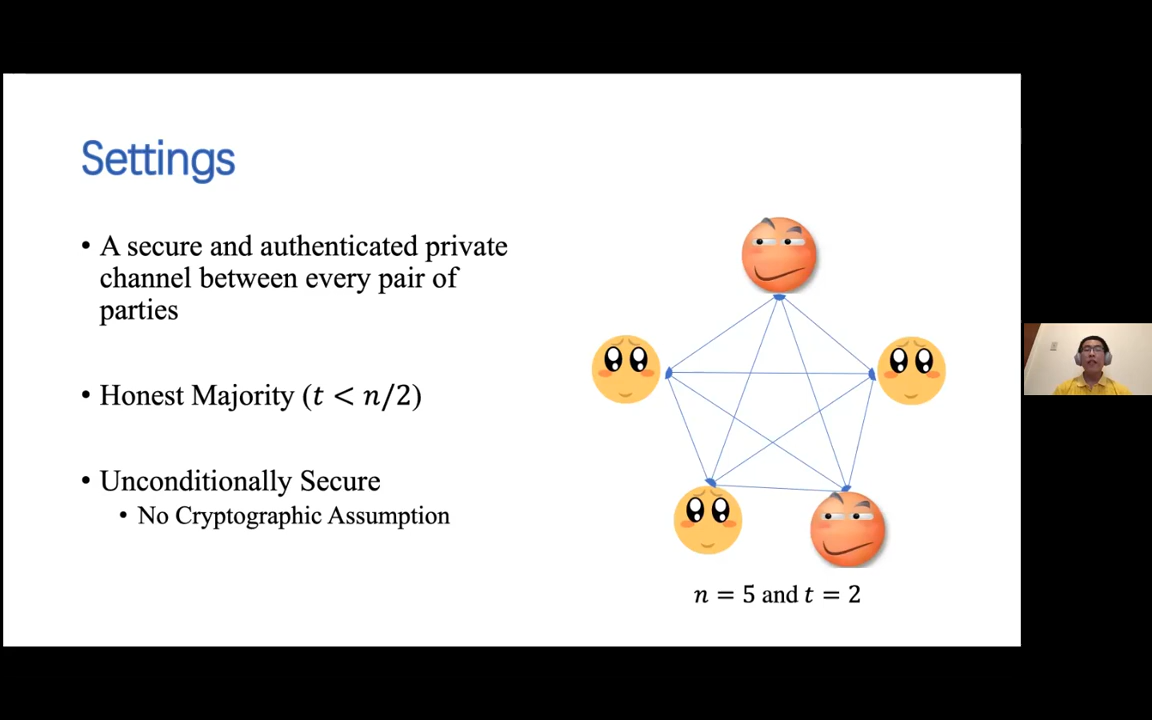 Settings
• A secure and authenticated private
channel between every pair of
parties
• Honest Majority (t < n/2)
• Unconditionally Secure
• No Cryptographic Assumption
n = 5 and t = 2